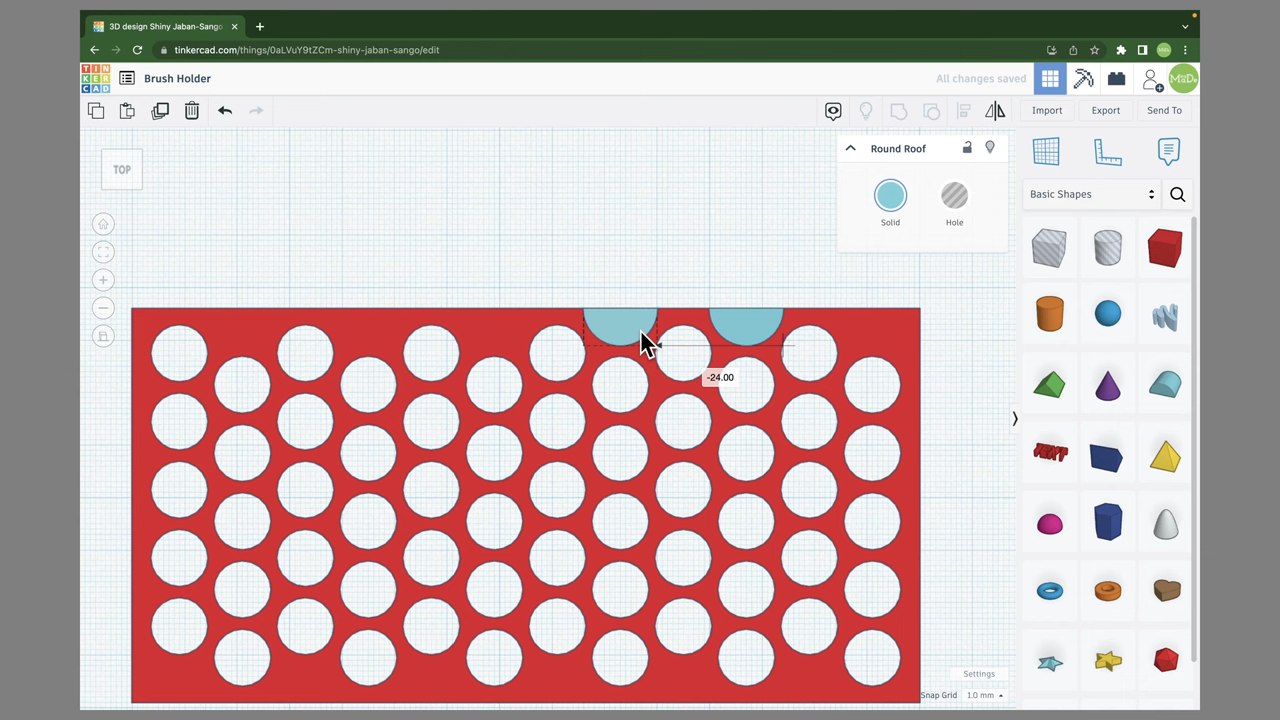 3D design Shiny Jaban-Sango
tinkercad.com/things/0aLVuY9tZCm-shiny-jaban-sango/edit
TIN
KER
CAD
Brush Holder
All changes saved
MaDe
Import
Export
Send To
TOP
Round Roof
Solid
Hole
Basic Shapes
TEXT
-24.00
Settings
Snap Grid 1.0 mm